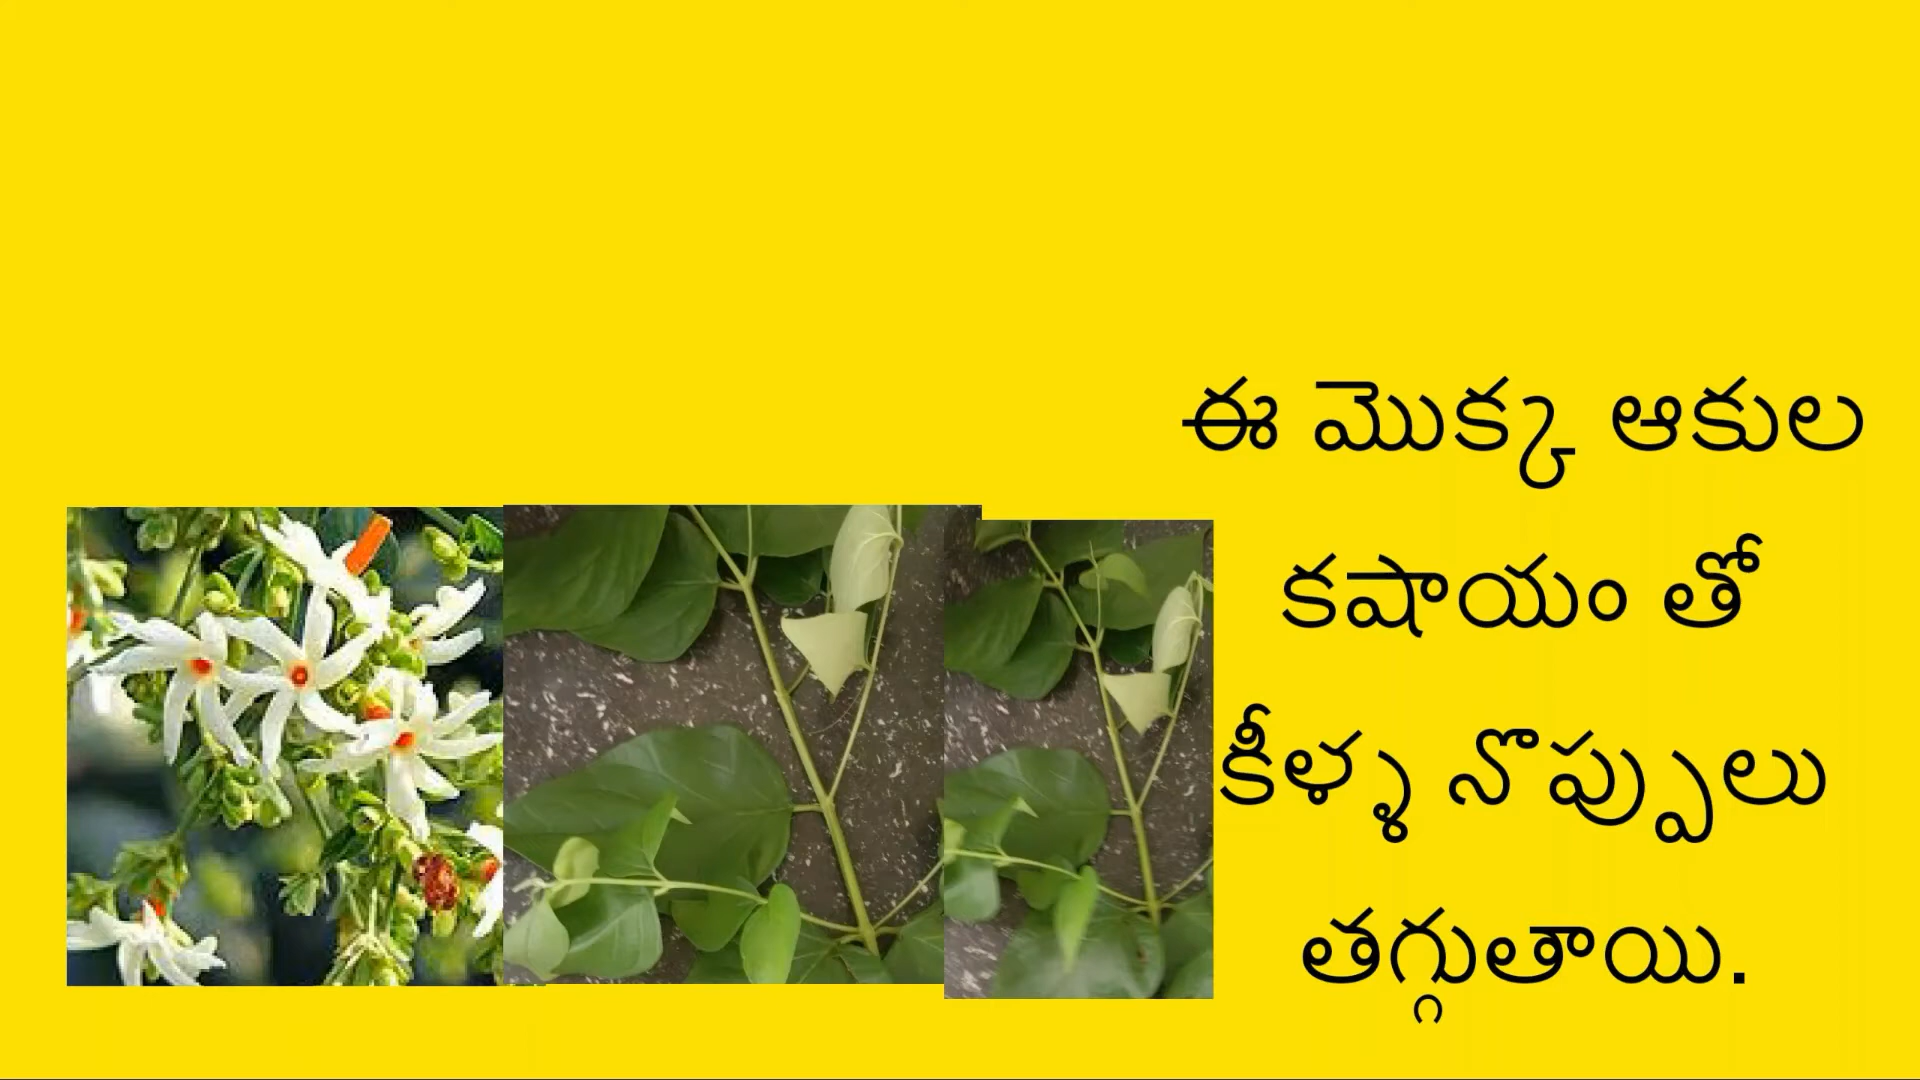 ఈ మొక్క ఆకుల
కషాయం తో
కీళ్ళ నొప్పులు
తగ్గుతాయి.